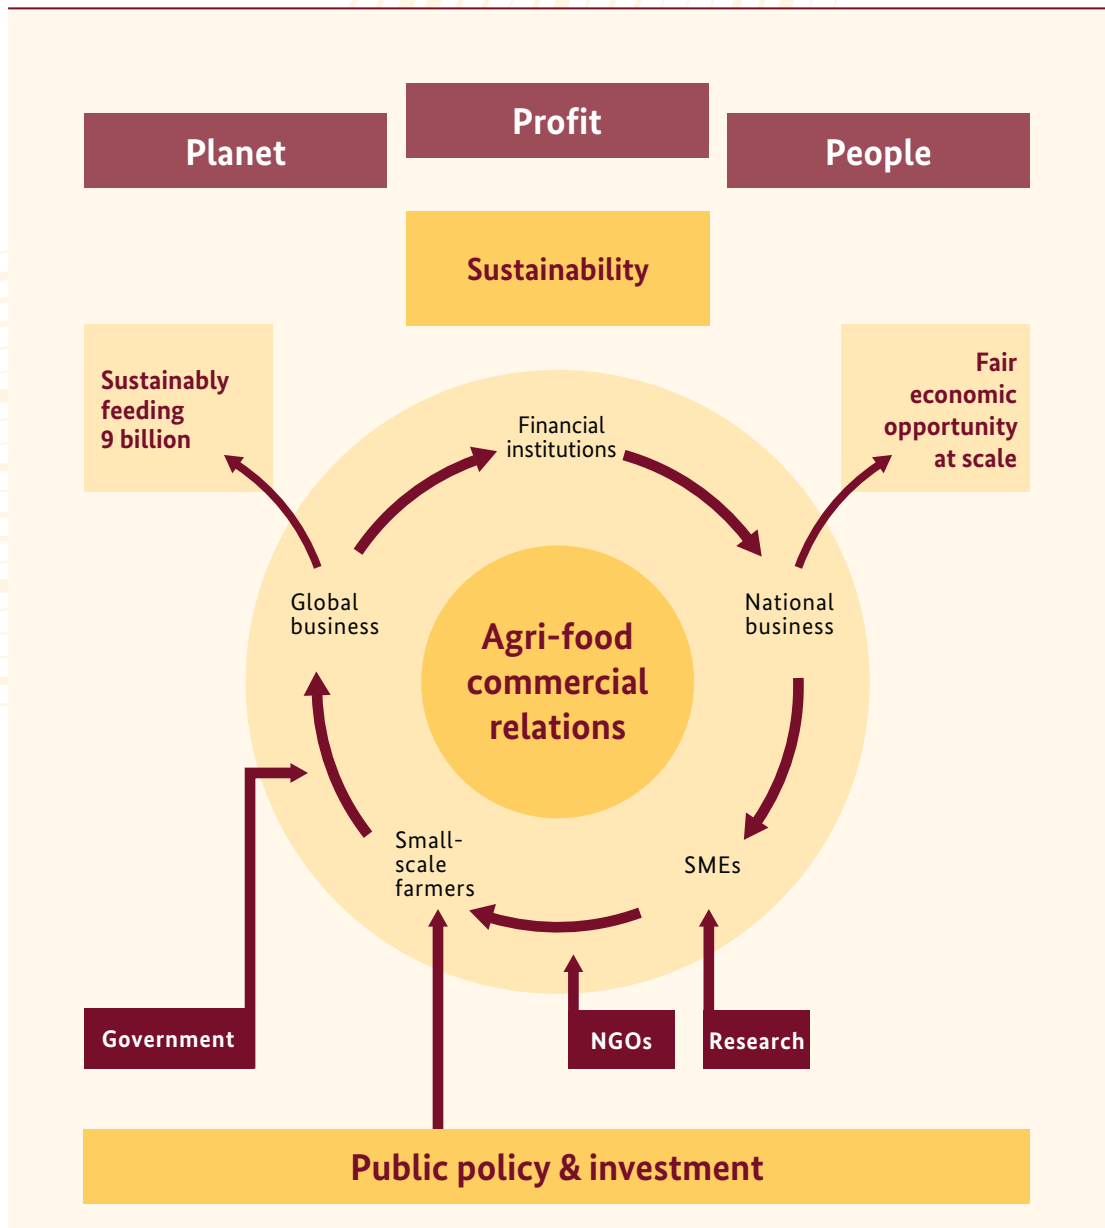 Profit
Planet
People
Sustainability
Sustainably
feeding
9 billion
Fair
economic
opportunity
at scale
Financial
institutions
Global
business
National
business
Agri-food
commercial
relations
Small-
scale
farmers
SMEs
Government
NGOs
Research
Public policy & investment